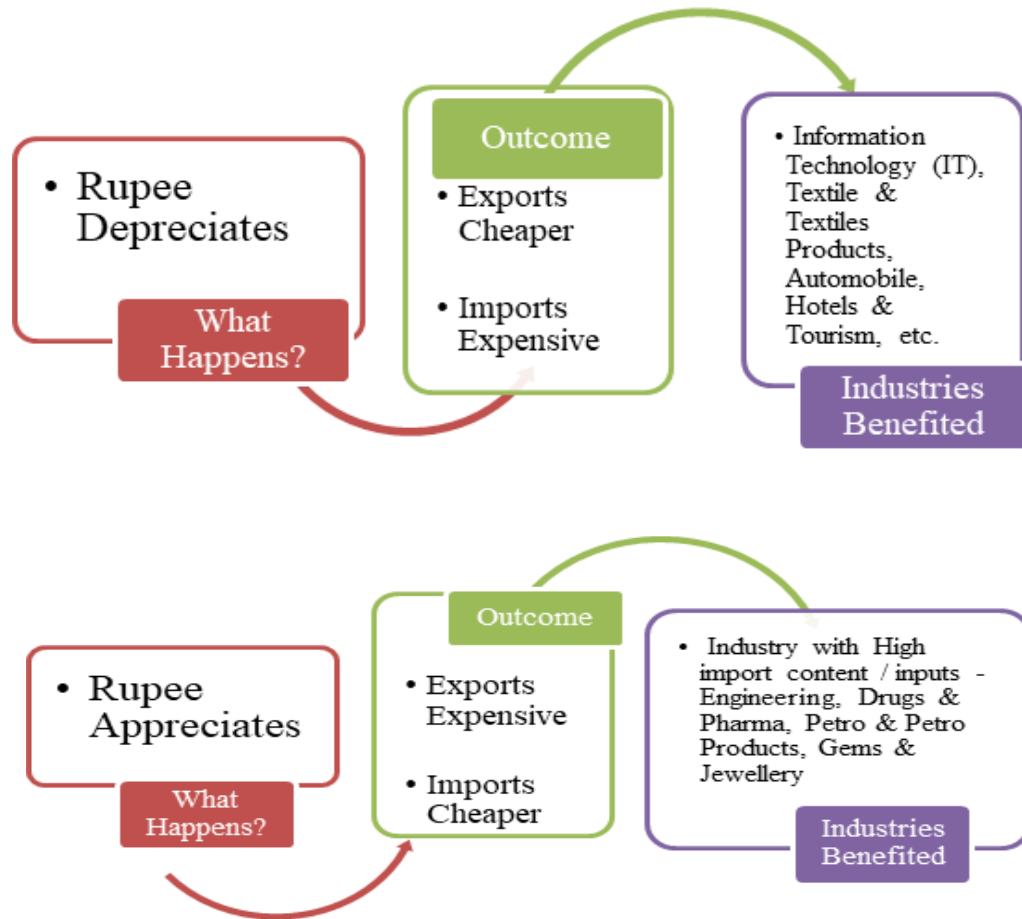 • Rupee
Depreciates
What
Happens?
Outcome
• Exports
Cheaper
• Imports
Expensive
• Information
Technology (IT),
Textile &
Textiles
Products,
Automobile,
Hotels &
Tourism, etc.
Industries
Benefited
• Rupee
Appreciates
What
Happens?
Outcome
• Exports
Expensive
• Imports
Cheaper
• Industry with High
import content / inputs -
Engineering, Drugs &
Pharma, Petro & Petro
Products, Gems &
Jewellery
Industries
Benefited